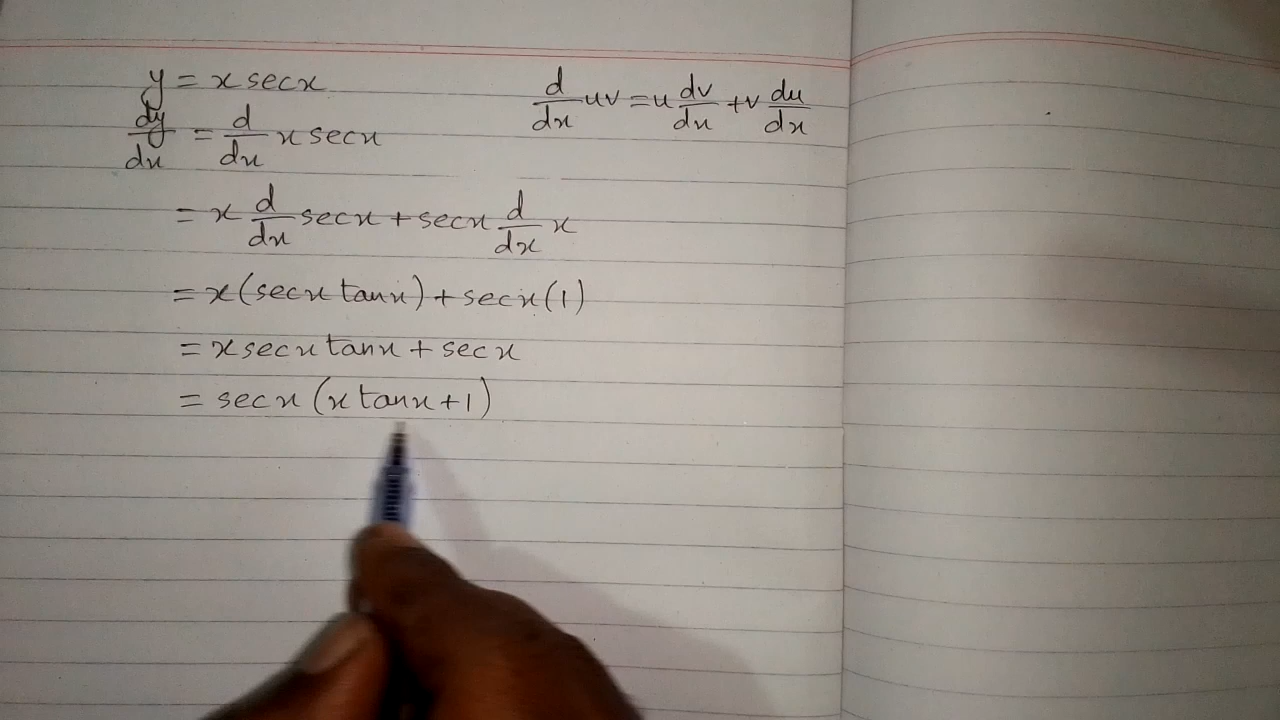 y = x secx
d/dx uv = u dv/dx + v du/dx
dy/dx = d/dx x secx
= x d/dx secx + secx d/dx x
= x(secx tanx) + secx(1)
= x secx tanx + secx
= secx (x tanx + 1)